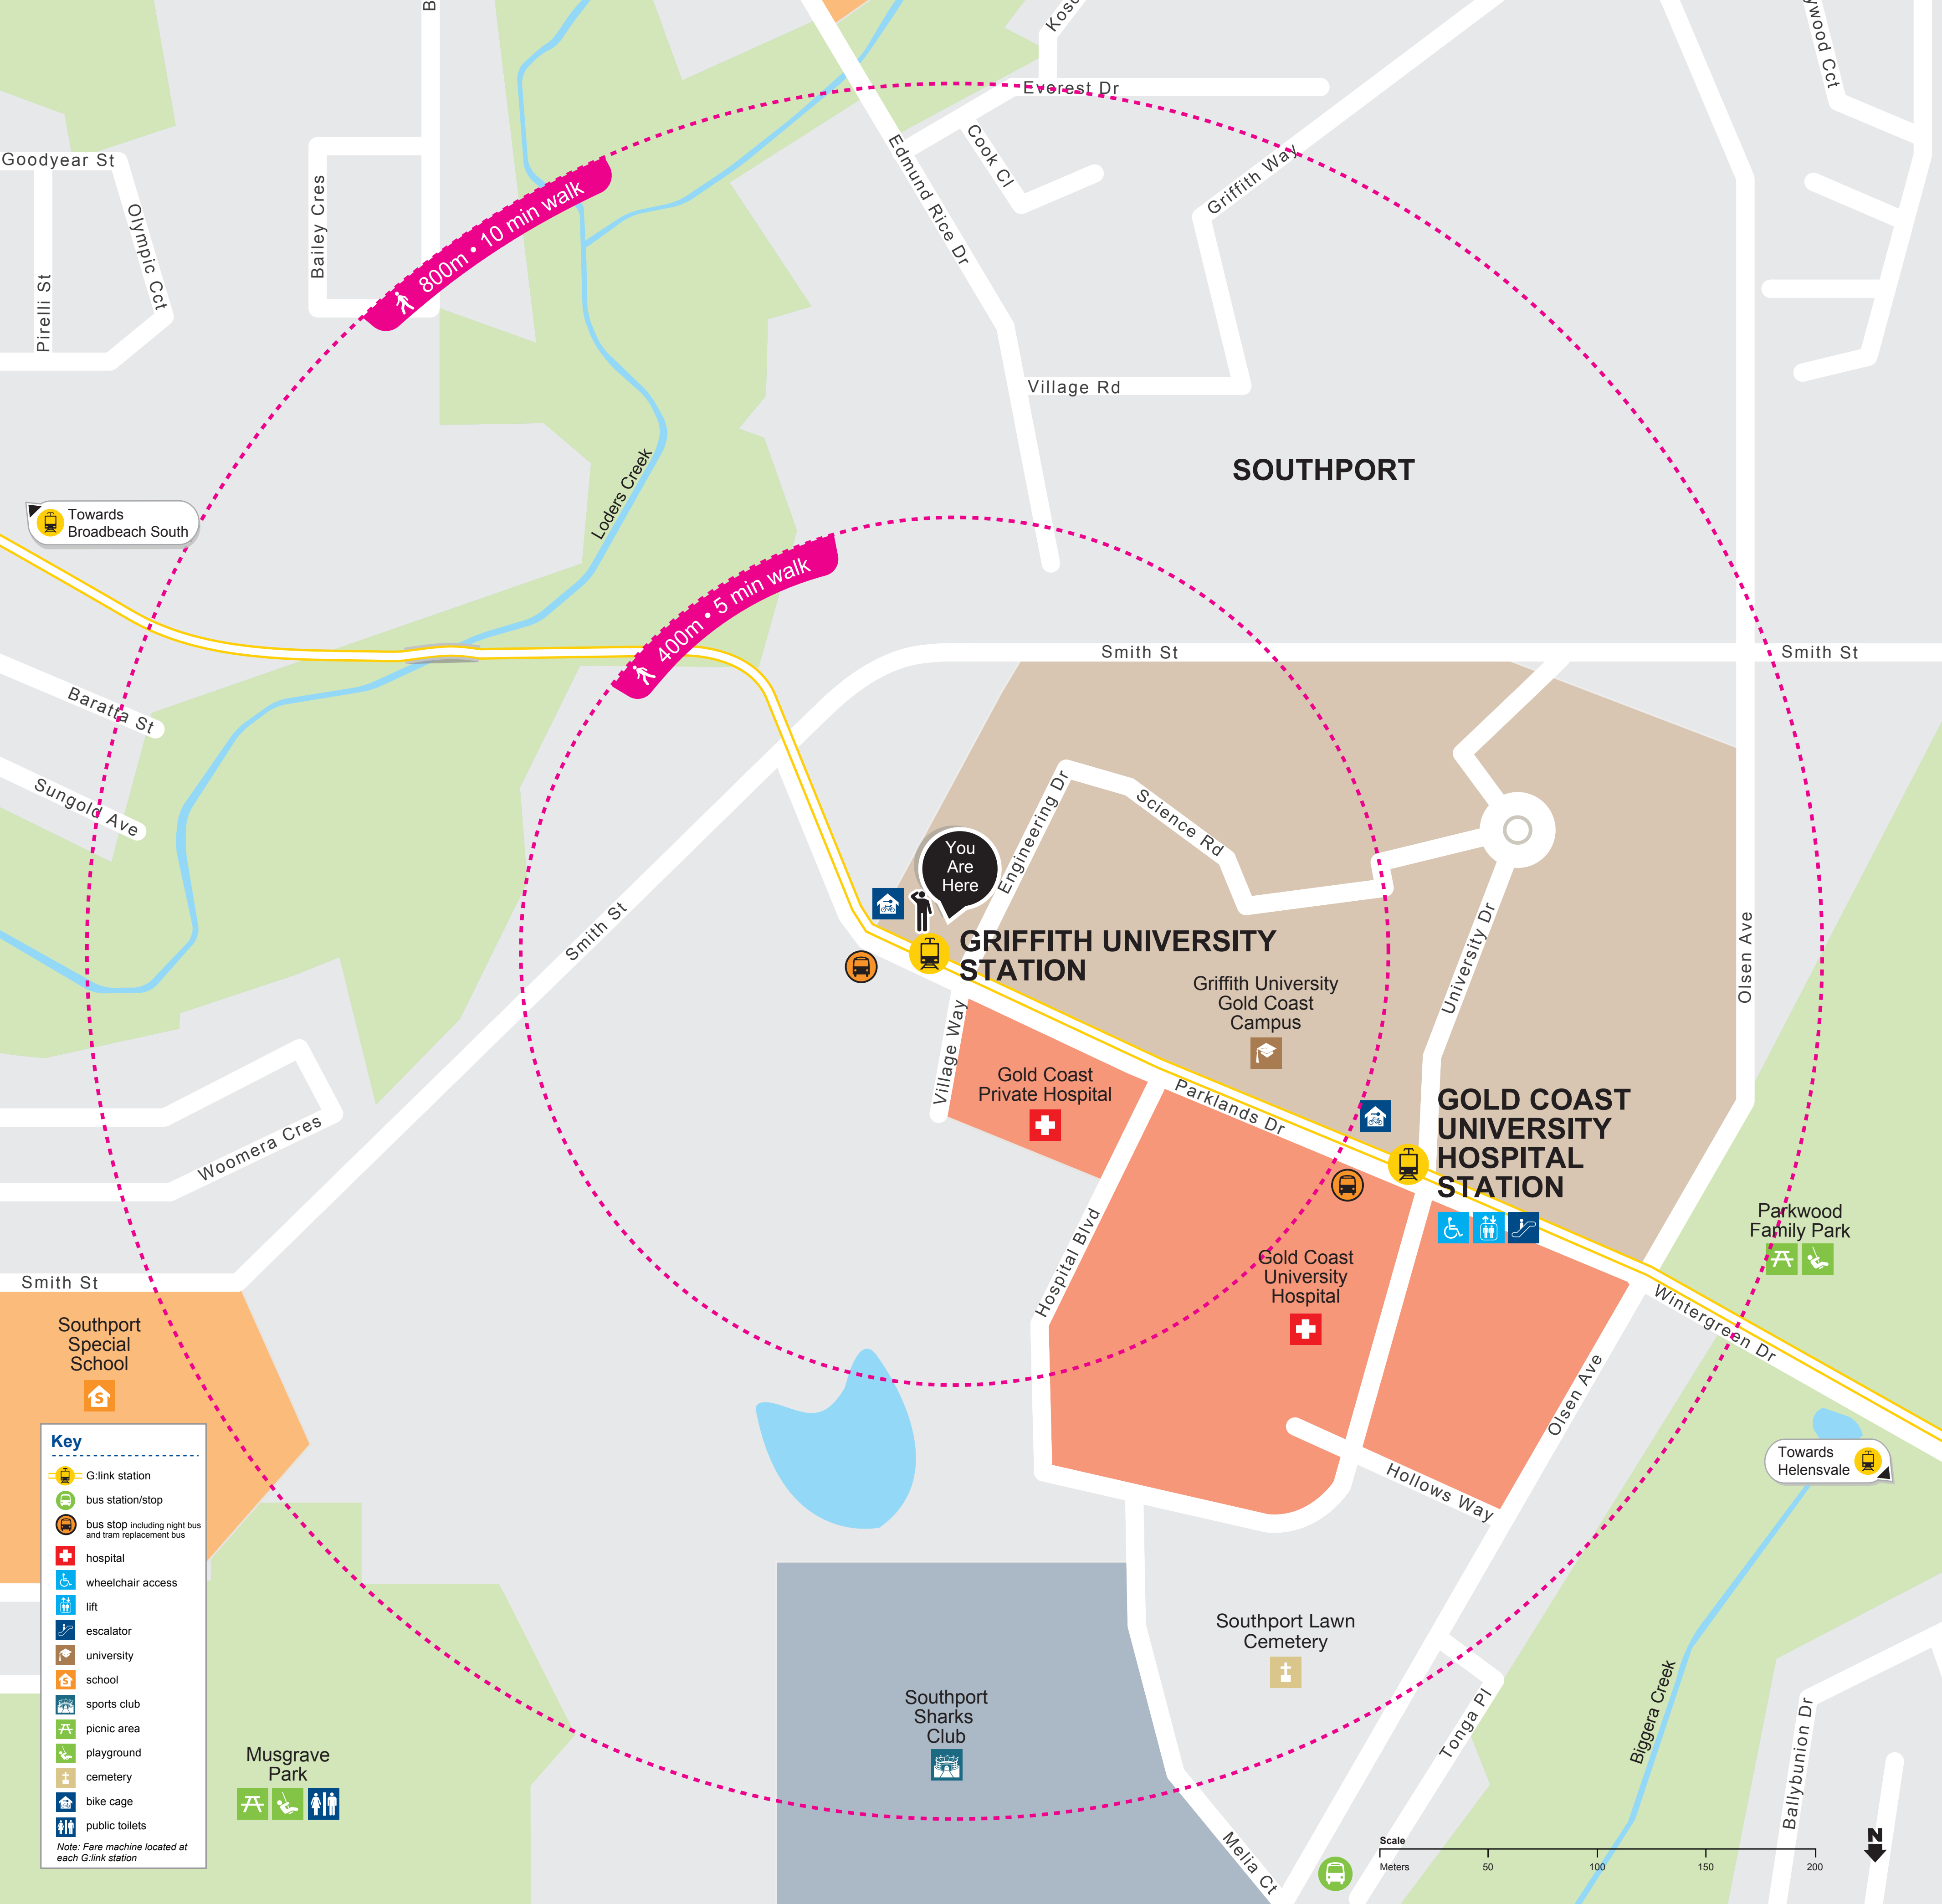 B
Kosc
ywood Cct
Everest Dr
Goodyear St
Cook Cl
Edmund Rice Dr
Griffith Way
Bailey Cres
Olympic Cct
Pirelli St
800m • 10 min walk
Village Rd
SOUTHPORT
Loders Creek
Towards
Broadbeach South
400m • 5 min walk
Smith St
Smith St
Baratta St
Sungold Ave
Engineering Dr
Science Rd
You
Are
Here
Smith St
University Dr
Olsen Ave
GRIFFITH UNIVERSITY
STATION
Griffith University
Gold Coast
Campus
Village Way
Gold Coast
Private Hospital
Parklands Dr
GOLD COAST
UNIVERSITY
HOSPITAL
STATION
Woomera Cres
Parkwood
Family Park
Hospital Blvd
Gold Coast
University
Hospital
Smith St
Wintergreen Dr
Southport
Special
School
S
Olsen Ave
Towards
Helensvale
Hollows Way
Key
G:link station
bus station/stop
bus stop including night bus
and tram replacement bus
hospital
wheelchair access
lift
escalator
university
S
school
sports club
picnic area
playground
cemetery
bike cage
public toilets
Note: Fare machine located at
each G:link station
Southport Lawn
Cemetery
Southport
Sharks
Club
Musgrave
Park
Tonga Pl
Biggera Creek
Ballybunion Dr
Melia Ct
Scale
Meters
50
100
150
200
N